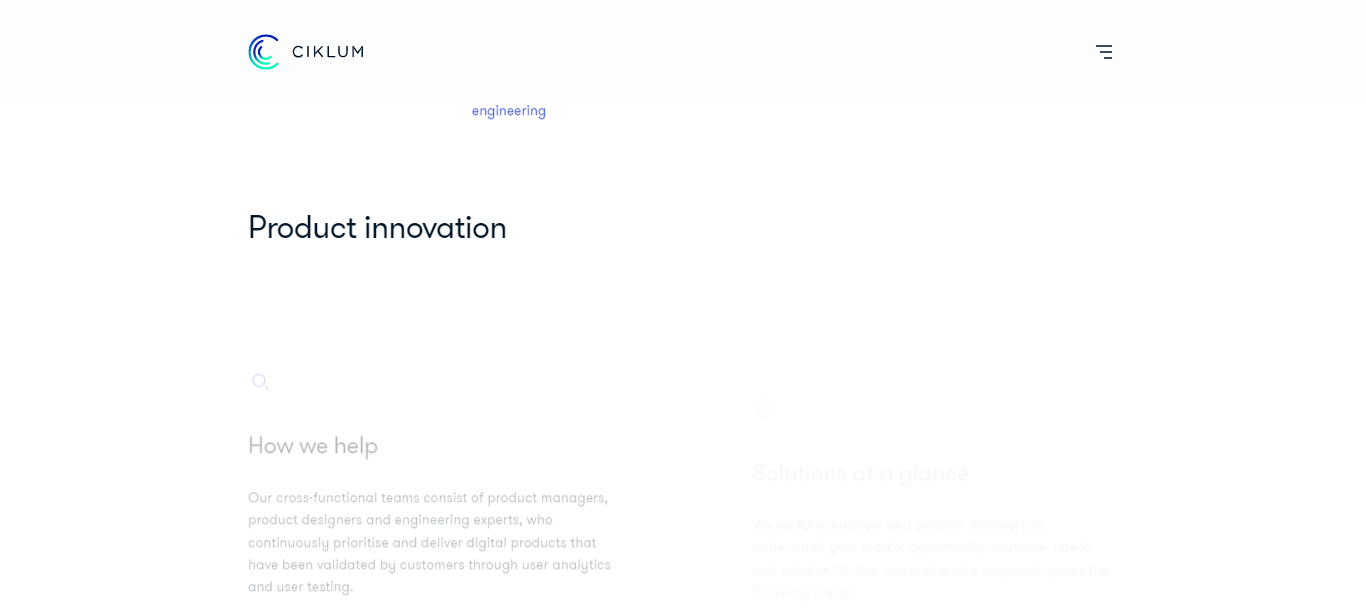 CIKLUM
engineering
Product innovation
How we help
Our cross-functional teams consist of product managers,
product designers and engineering experts, who
continuously prioritise and deliver digital products that
have been validated by customers through user analytics
and user testing.
Solutions at a glance
We perform problem and solution discovery to
understand your market opportunity, customer needs
and solution fit. Our comprehensive approach spans the
following areas: